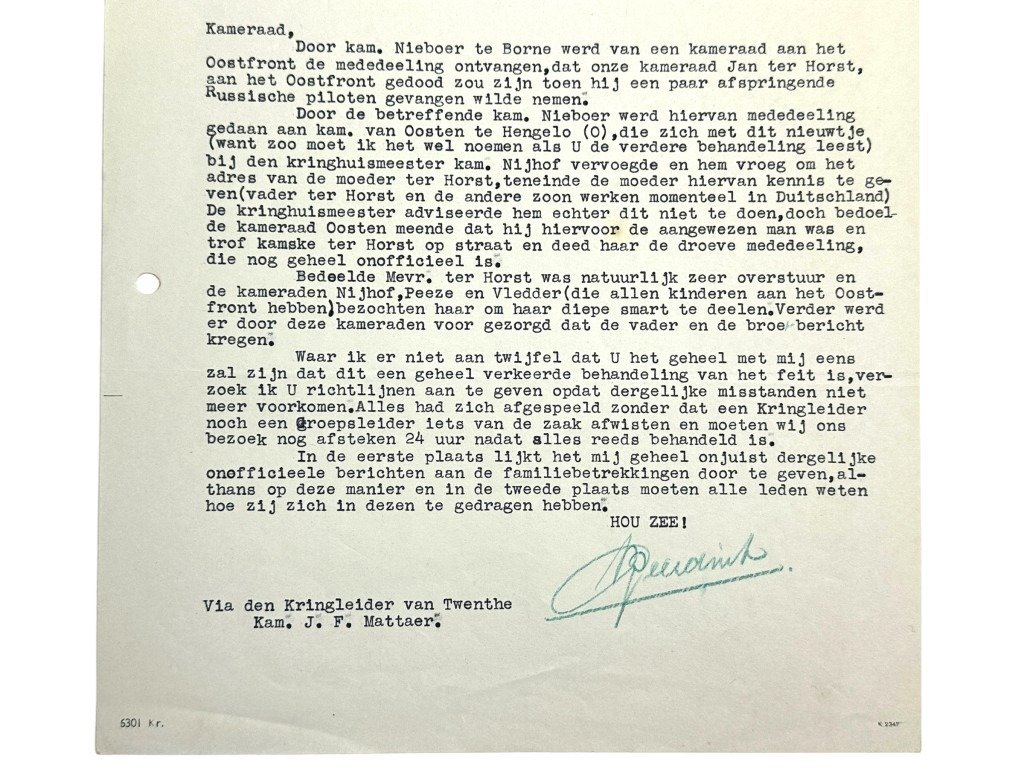 Kameraad,
Door kam. Nieboer te Borne werd van een kameraad aan het
Oostfront de mededeeling ontvangen,dat onze kameraad Jan ter Horst,
aan het Oostfront gedood zou zijn toen hij een paar afspringende
Russische piloten gevangen wilde nemen.
Door de betreffende kam. Nieboer werd hiervan mededeeling
gedaan aan kam. van Oosten te Hengelo (O),die zich met dit nieuwtje
(want zoo moet ik het wel noemen als U de verdere behandeling leest)
bij den kringhuismeester kam. Nijhof vervoegde en hem vroeg om het
adres van de moeder ter Horst,teneinde de moeder hiervan kennis te ge-
ven(vader ter Horst en de andere zoon werken momenteel in Duitschland)
De kringhuismeester adviseerde hem echter dit niet te doen,doch bedoel-
de kameraad Oosten meende dat hij hiervoor de aangewezen man was en
trof kamske ter Horst op straat en deed haar de droeve mededeeling,
die nog geheel onofficieel is.
Bedoelde Mevr. ter Horst was natuurlijk zeer overstuur en
de kameraden Nijhof,Peeze en Vledder(die allen kinderen aan het Oost-
front hebben)bezochten haar om haar diepe smart te deelen.Verder werd
er door deze kameraden voor gezorgd dat de vader en de broer bericht
kregen.
Waar ik er niet aan twijfel dat U het geheel met mij eens
zal zijn dat dit een geheel verkeerde behandeling van het feit is,ver-
zoek ik U richtlijnen aan te geven opdat dergelijke misstanden niet
meer voorkomen.Alles had zich afgespeeld zonder dat een Kringleider
noch een Groepsleider iets van de zaak afwisten en moeten wij ons
bezoek nog afsteken 24 uur nadat alles reeds behandeld is.
In de eerste plaats lijkt het mij geheel onjuist dergelijke
onofficieele berichten aan de familiebetrekkingen door te geven,al-
thans op deze manier en in de tweede plaats moeten alle leden weten
hoe zij zich in dezen te gedragen hebben.
HOU ZEE!
Via den Kringleider van Twenthe
Kam. J. F. Mattaer.
6301 Kr.
K 2347